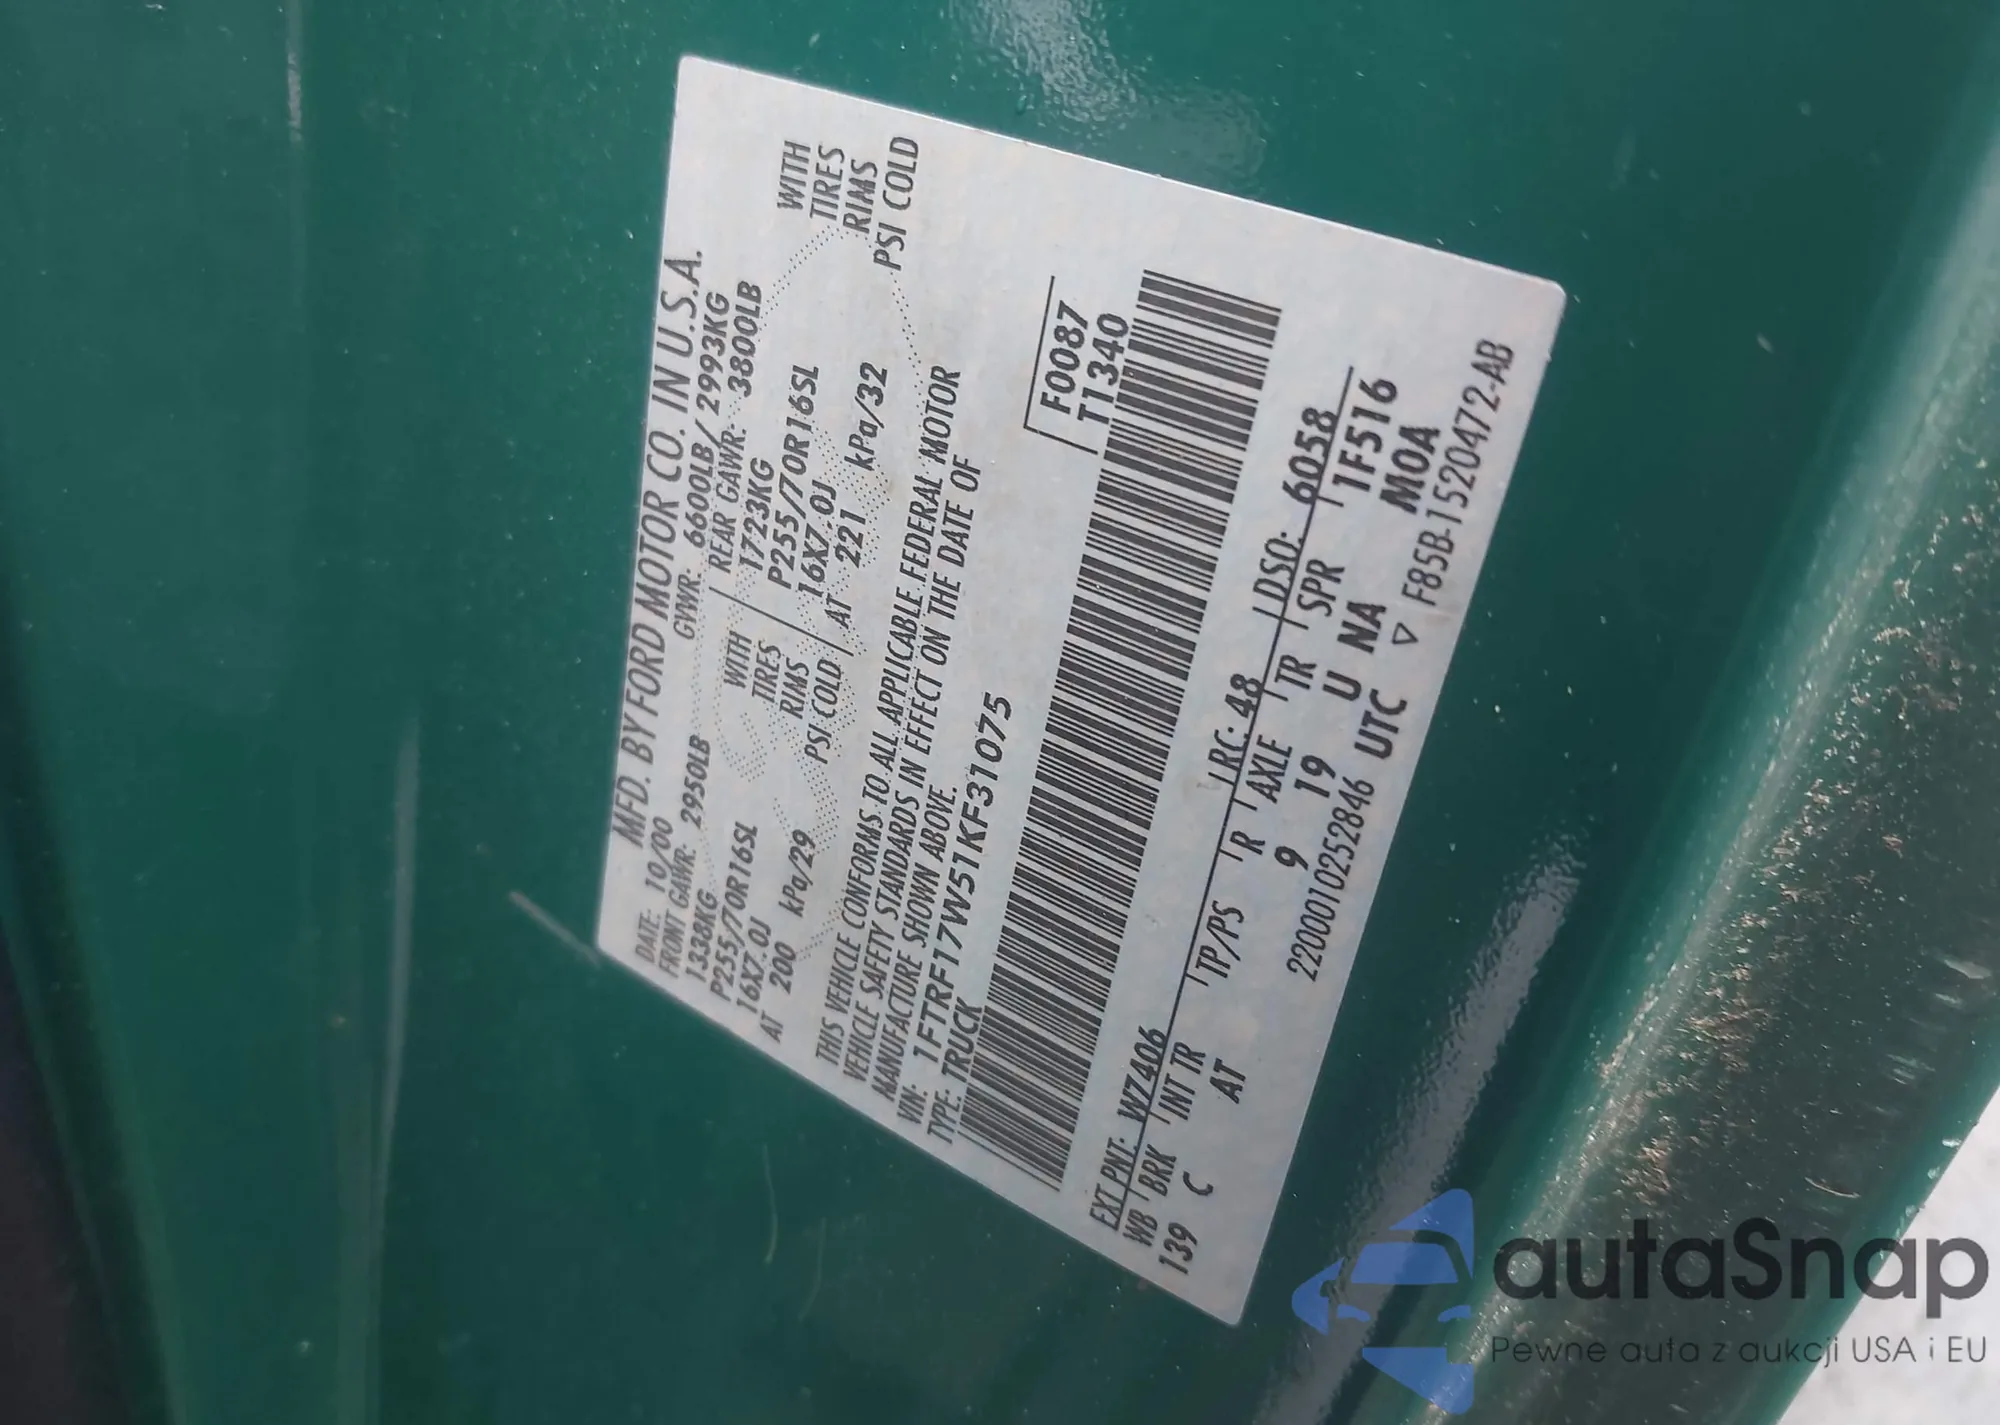 MFD. BY FORD MOTOR CO. IN U.S.A.
DATE: 10/00 GVWR: 6600LB/ 2993KG
FRONT GAWR: 2950LB REAR GAWR: 3800LB
1338KG WITH 1723KG WITH
P255/70R16SL TIRES P255/70R16SL TIRES
16X7.0J RIMS 16X7.0J RIMS
AT 200 kPa/29 PSI COLD AT 221 kPa/32 PSI COLD
THIS VEHICLE CONFORMS TO ALL APPLICABLE FEDERAL MOTOR
VEHICLE SAFETY STANDARDS IN EFFECT ON THE DATE OF
MANUFACTURE SHOWN ABOVE.
VIN: 1FTRF17W51KF31075
TYPE: TRUCK
F0087
T1340
EXT PNT: WZ406 RC: 48 DSO: 6058
WB BRK INT TR TP/PS R AXLE TR SPR 1F516
139 C AT 9 19 U NA M0A
22000102528​46 UTC ▽ F85B-1520472-AB
autaSnap
Pewne auta z aukcji USA i EU